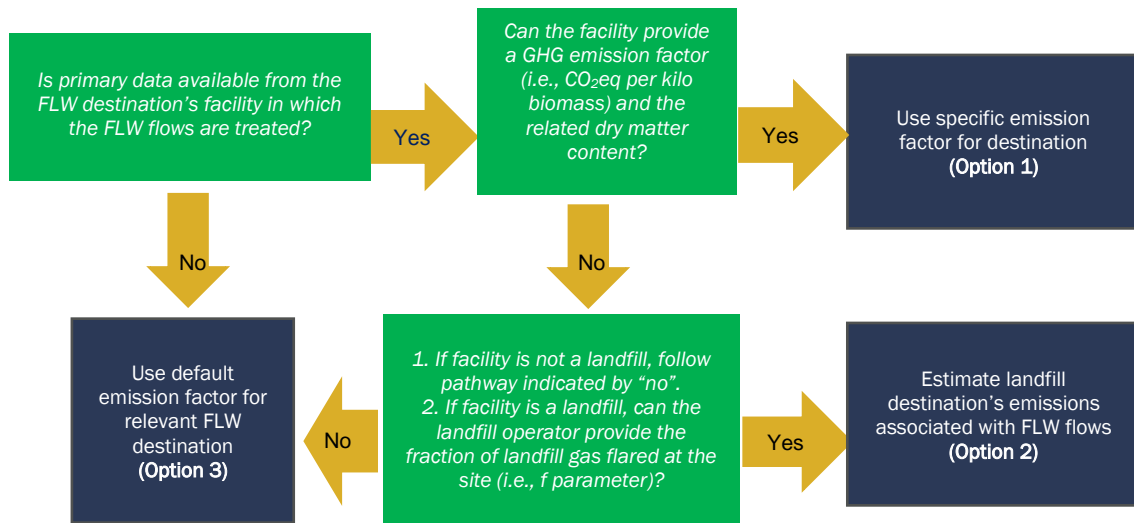 Is primary data available from the
FLW destination's facility in which
the FLW flows are treated?
Yes
Can the facility provide
a GHG emission factor
(i.e., CO₂eq per kilo
biomass) and the
related dry matter
content?
Yes
Use specific emission
factor for destination
(Option 1)
No
No
Use default
emission factor for
relevant FLW
destination
(Option 3)
No
1. If facility is not a landfill, follow
pathway indicated by “no”.
2. If facility is a landfill, can the
landfill operator provide the
fraction of landfill gas flared at the
site (i.e., f parameter)?
Yes
Estimate landfill
destination's emissions
associated with FLW flows
(Option 2)